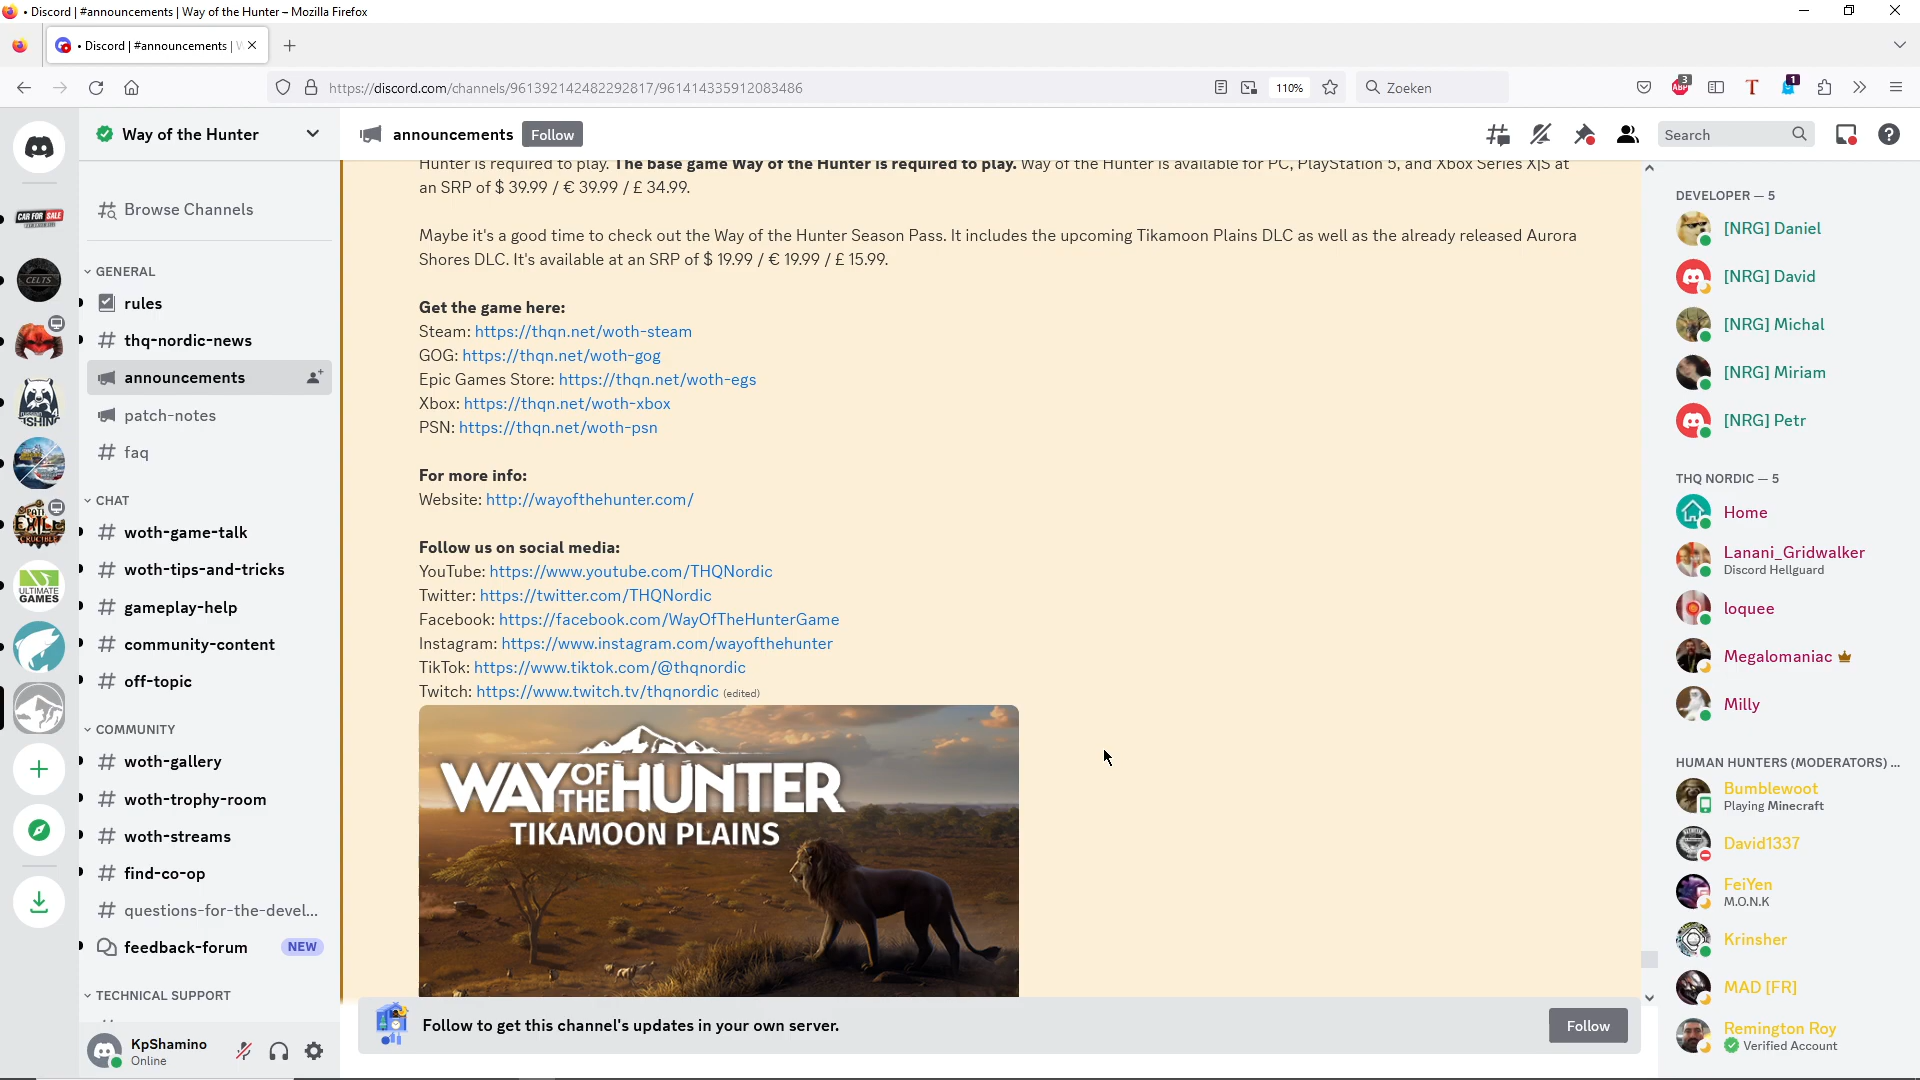 • Discord | #announcements | Way of the Hunter – Mozilla Firefox
• Discord | #announcements | W
https://discord.com/channels/961392142482292817/961414335912083486
110%
Zoeken
3
ABP
T
1
Way of the Hunter
announcements
Follow
Search
CAR FOR SALE
CELTS
FISHING
PATH
EXILE
CRUCIBLE
ULTIMATE
GAMES
Browse Channels
GENERAL
rules
thq-nordic-news
announcements
patch-notes
faq
CHAT
woth-game-talk
woth-tips-and-tricks
gameplay-help
community-content
off-topic
COMMUNITY
woth-gallery
woth-trophy-room
woth-streams
find-co-op
questions-for-the-devel...
feedback-forum
NEW
TECHNICAL SUPPORT
KpShamino
Online
Hunter is required to play. The base game Way of the Hunter is required to play. Way of the Hunter is available for PC, PlayStation 5, and Xbox Series X|S at
an SRP of $ 39.99 / € 39.99 / £ 34.99.
Maybe it's a good time to check out the Way of the Hunter Season Pass. It includes the upcoming Tikamoon Plains DLC as well as the already released Aurora
Shores DLC. It's available at an SRP of $ 19.99 / € 19.99 / £ 15.99.
Get the game here:
Steam: https://thqn.net/woth-steam
GOG: https://thqn.net/woth-gog
Epic Games Store: https://thqn.net/woth-egs
Xbox: https://thqn.net/woth-xbox
PSN: https://thqn.net/woth-psn
For more info:
Website: http://wayofthehunter.com/
Follow us on social media:
YouTube: https://www.youtube.com/THQNordic
Twitter: https://twitter.com/THQNordic
Facebook: https://facebook.com/WayOfTheHunterGame
Instagram: https://www.instagram.com/wayofthehunter
TikTok: https://www.tiktok.com/@thqnordic
Twitch: https://www.twitch.tv/thqnordic (edited)
WAY OF THE HUNTER
TIKAMOON PLAINS
Follow to get this channel's updates in your own server.
Follow
DEVELOPER — 5
[NRG] Daniel
[NRG] David
[NRG] Michal
[NRG] Miriam
[NRG] Petr
THQ NORDIC — 5
Home
Lanani_Gridwalker
Discord Hellguard
loquee
Megalomaniac
Milly
HUMAN HUNTERS (MODERATORS) ...
Bumblewoot
Playing Minecraft
David1337
FeiYen
M.O.N.K
Krinsher
MAD [FR]
Remington Roy
Verified Account